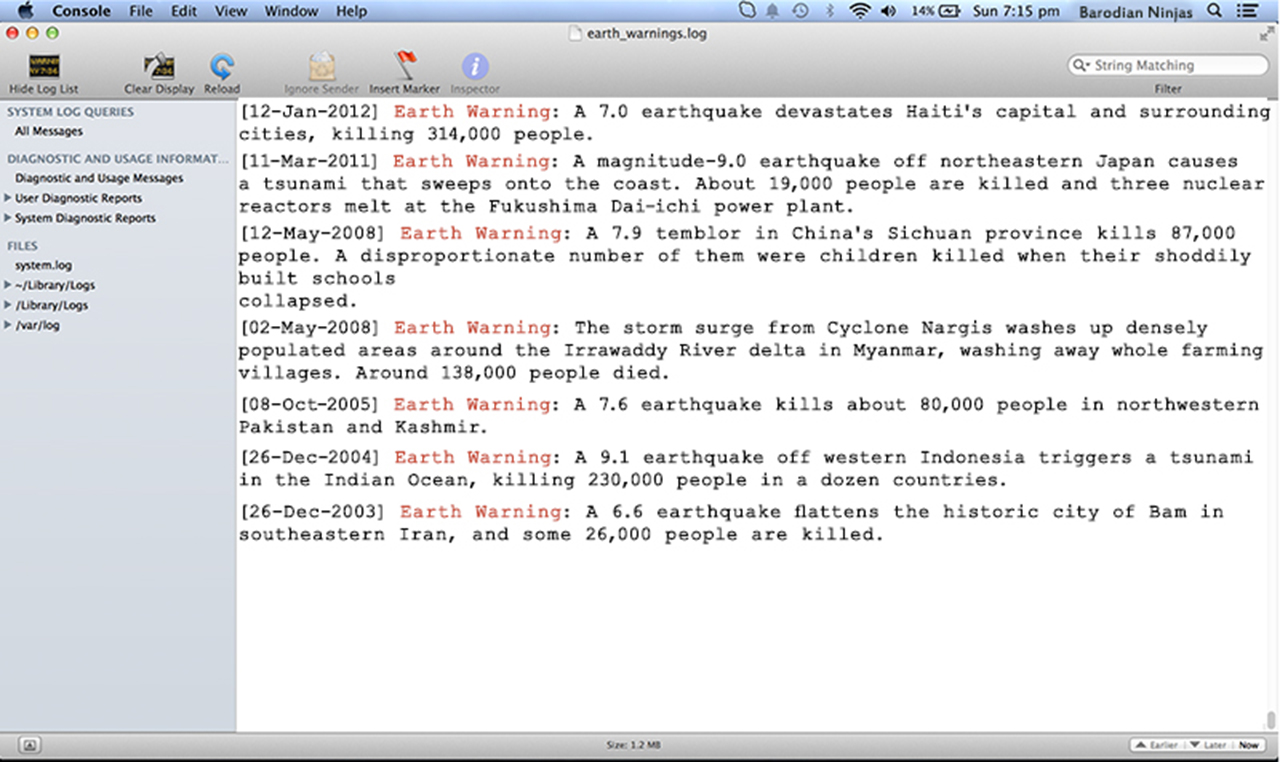 Console File Edit View Window Help 14% Sun 7:15 pm Barodian Ninjas
earth_warnings.log
String Matching
Hide Log List Clear Display Reload Ignore Sender Insert Marker Inspector Filter
SYSTEM LOG QUERIES
All Messages
DIAGNOSTIC AND USAGE INFORMAT...
Diagnostic and Usage Messages
User Diagnostic Reports
System Diagnostic Reports
FILES
system.log
~/Library/Logs
/Library/Logs
/var/log
[12-Jan-2012] Earth Warning: A 7.0 earthquake devastates Haiti's capital and surrounding
cities, killing 314,000 people.
[11-Mar-2011] Earth Warning: A magnitude-9.0 earthquake off northeastern Japan causes
a tsunami that sweeps onto the coast. About 19,000 people are killed and three nuclear
reactors melt at the Fukushima Dai-ichi power plant.
[12-May-2008] Earth Warning: A 7.9 temblor in China's Sichuan province kills 87,000
people. A disproportionate number of them were children killed when their shoddily
built schools
collapsed.
[02-May-2008] Earth Warning: The storm surge from Cyclone Nargis washes up densely
populated areas around the Irrawaddy River delta in Myanmar, washing away whole farming
villages. Around 138,000 people died.
[08-Oct-2005] Earth Warning: A 7.6 earthquake kills about 80,000 people in northwestern
Pakistan and Kashmir.
[26-Dec-2004] Earth Warning: A 9.1 earthquake off western Indonesia triggers a tsunami
in the Indian Ocean, killing 230,000 people in a dozen countries.
[26-Dec-2003] Earth Warning: A 6.6 earthquake flattens the historic city of Bam in
southeastern Iran, and some 26,000 people are killed.
Size: 1.2 MB
Earlier Later Now